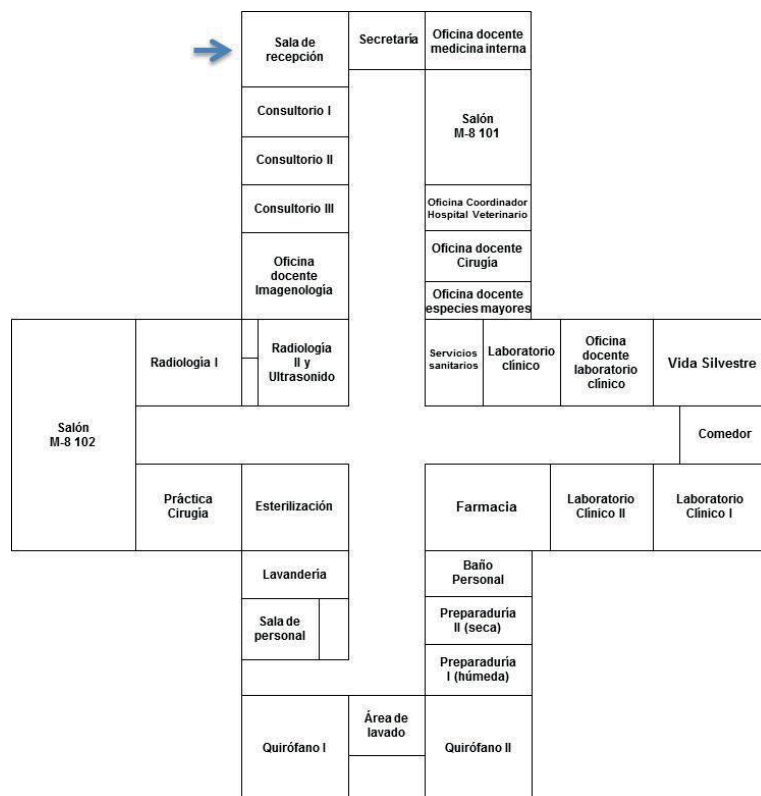 Sala de
recepción
Secretaría
Oficina docente
medicina interna
Consultorio I
Salón
M-8 101
Consultorio II
Consultorio III
Oficina Coordinador
Hospital Veterinario
Oficina docente
Imagenología
Oficina docente
Cirugía
Oficina docente
especies mayores
Salón
M-8 102
Radiología I
Radiología
II y
Ultrasonido
Servicios
sanitarios
Laboratorio
clínico
Oficina
docente
laboratorio
clínico
Vida Silvestre
Comedor
Práctica
Cirugía
Esterilización
Farmacia
Laboratorio
Clínico II
Laboratorio
Clínico I
Lavandería
Baño
Personal
Sala de
personal
Preparaduría
II (seca)
Preparaduría
I (húmeda)
Quirófano I
Área de
lavado
Quirófano II